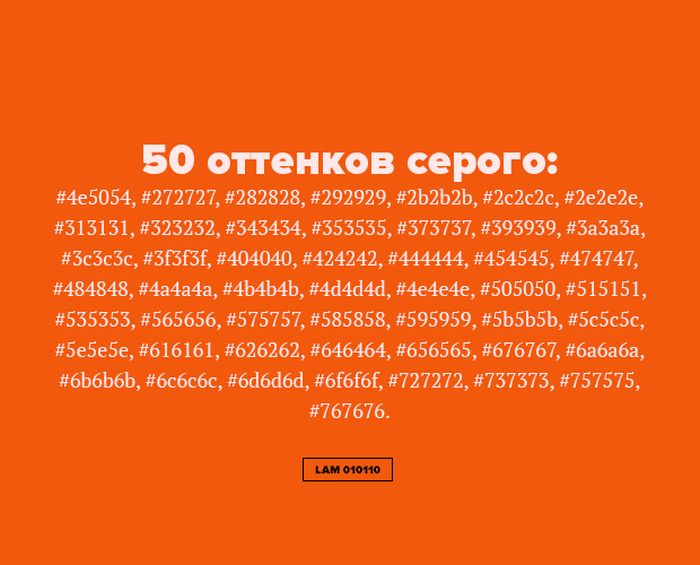 50 оттенков серого:
#4e5054, #272727, #282828, #292929, #2b2b2b, #2c2c2c, #2e2e2e,
#313131, #323232, #343434, #353535, #373737, #393939, #3a3a3a,
#3c3c3c, #3f3f3f, #404040, #424242, #444444, #454545, #474747,
#484848, #4a4a4a, #4b4b4b, #4d4d4d, #4e4e4e, #505050, #515151,
#535353, #565656, #575757, #585858, #595959, #5b5b5b, #5c5c5c,
#5e5e5e, #616161, #626262, #646464, #656565, #676767, #6a6a6a,
#6b6b6b, #6c6c6c, #6d6d6d, #6f6f6f, #727272, #737373, #757575,
#767676.
LAM 010110